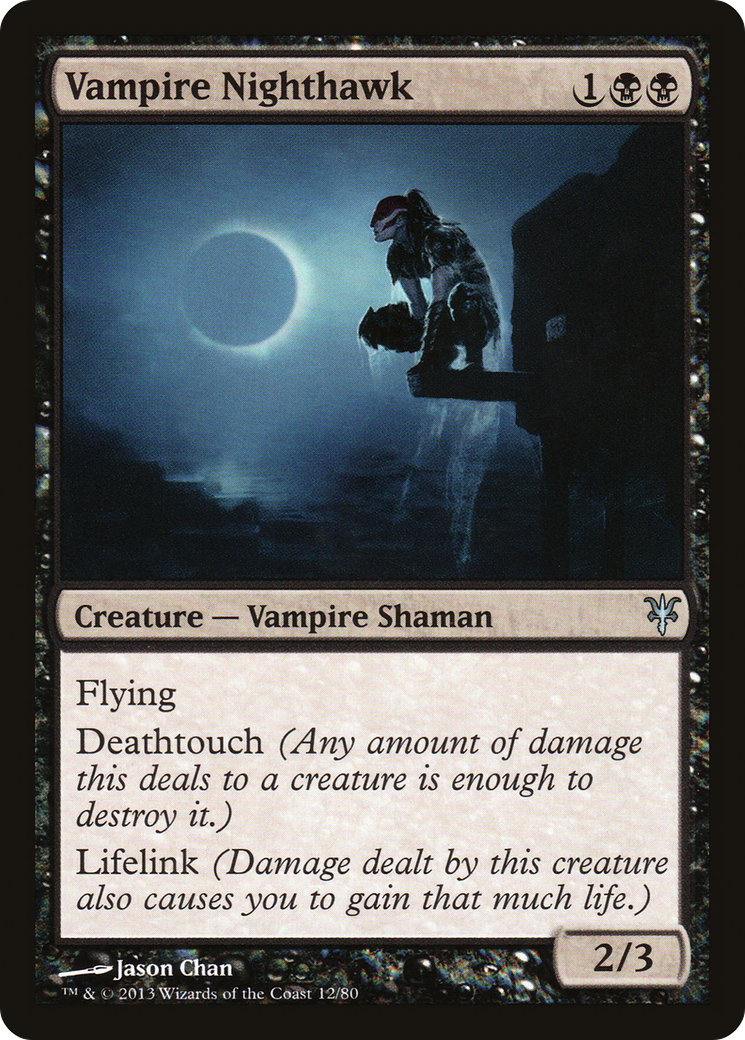 Vampire Nighthawk 1
Creature — Vampire Shaman
Flying
Deathtouch (Any amount of damage
this deals to a creature is enough to
destroy it.)
Lifelink (Damage dealt by this creature
also causes you to gain that much life.)
2/3
Jason Chan
™ & © 2013 Wizards of the Coast 12/80